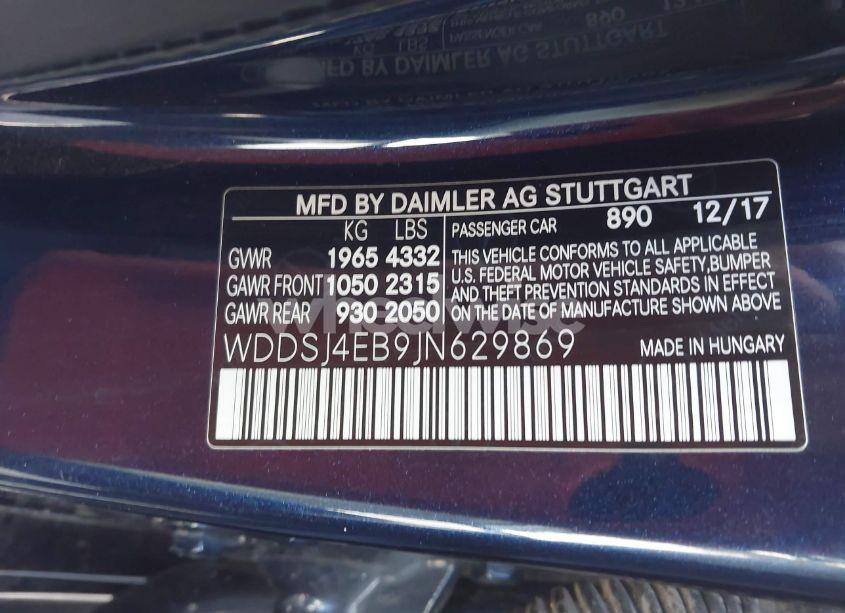 MFD BY DAIMLER AG STUTTGART
KG LBS
GVWR 1965 4332
GAWR FRONT 1050 2315
GAWR REAR 930 2050
PASSENGER CAR 890 12/17
THIS VEHICLE CONFORMS TO ALL APPLICABLE
U.S. FEDERAL MOTOR VEHICLE SAFETY,BUMPER
AND THEFT PREVENTION STANDARDS IN EFFECT
ON THE DATE OF MANUFACTURE SHOWN ABOVE
WDDSJ4EB9JN629869 MADE IN HUNGARY